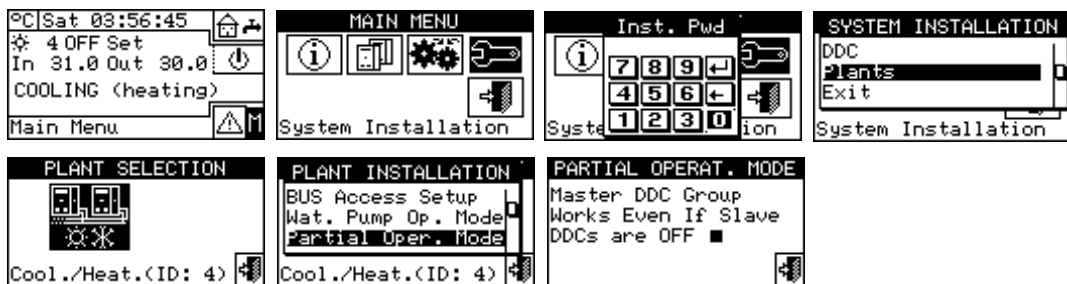 °C Sat 03:56:45
4 OFF Set
In 31.0 Out 30.0
COOLING (heating)
Main Menu
M
MAIN MENU
System Installation
Inst. Pwd
7 8 9
4 5 6
1 2 3 0
Syste ion
SYSTEM INSTALLATION
DDC
Plants
Exit
System Installation
PLANT SELECTION
Cool./Heat.(ID: 4)
PLANT INSTALLATION
BUS Access Setup
Wat. Pump Op. Mode
Partial Oper. Mode
Cool./Heat.(ID: 4)
PARTIAL OPERAT. MODE
Master DDC Group
Works Even If Slave
DDCs are OFF